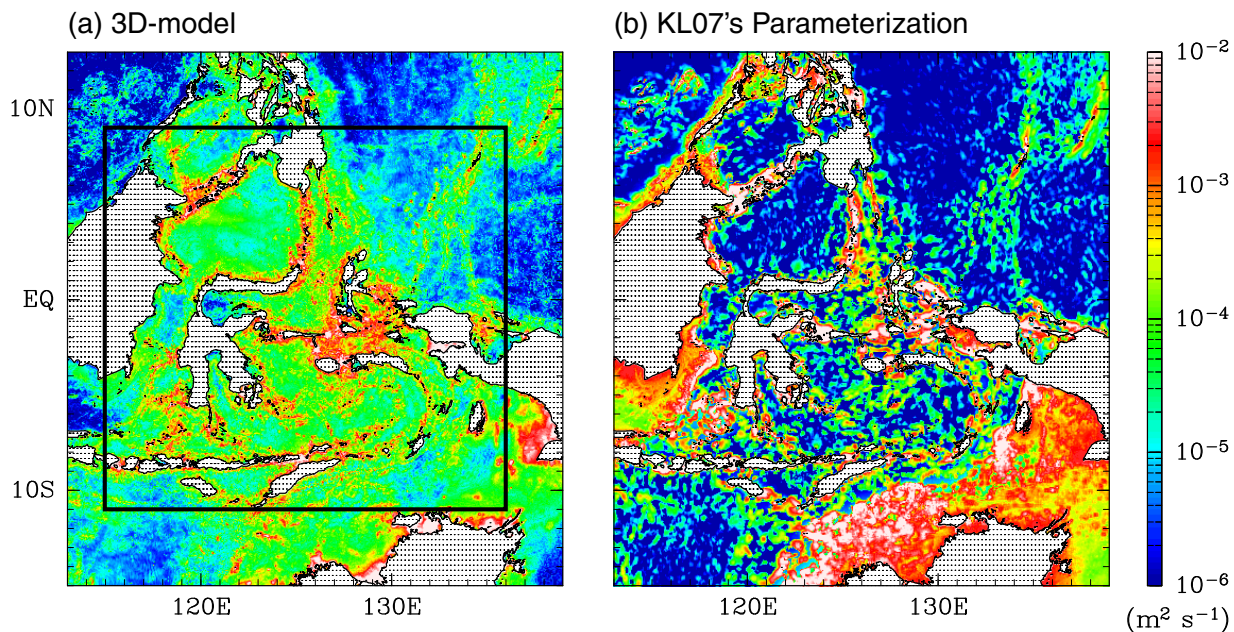 (a) 3D-model
(b) KL07's Parameterization
10N
EQ
10S
120E 130E
120E 130E
10⁻²
10⁻³
10⁻⁴
10⁻⁵
10⁻⁶
(m² s⁻¹)